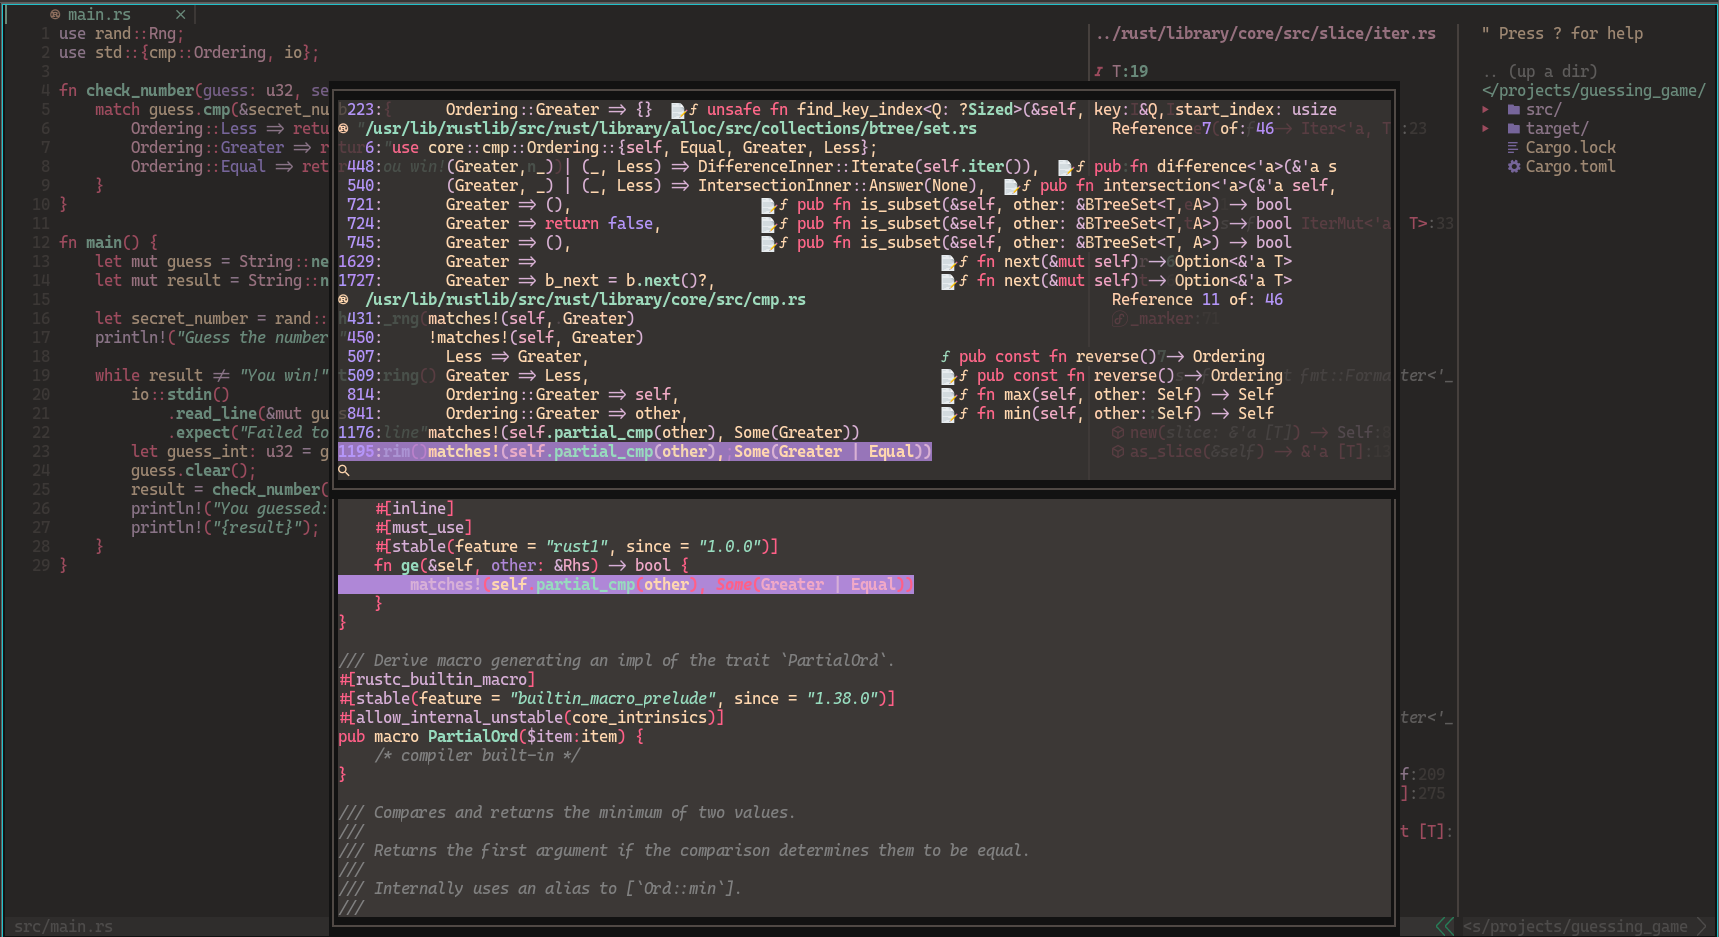 main.rs ×
1 use rand::Rng;
2 use std::{cmp::Ordering, io};
3
4 fn check_number(guess: u32, se
5 match guess.cmp(&secret_nu
6 Ordering::Less => retu
7 Ordering::Greater => r
8 Ordering::Equal => ret
9 }
10 }
11
12 fn main() {
13 let mut guess = String::ne
14 let mut result = String::n
15
16 let secret_number = rand::
17 println!("Guess the number
18
19 while result ≠ "You win!"
20 io::stdin()
21 .read_line(&mut gu
22 .expect("Failed to
23 let guess_int: u32 = g
24 guess.clear();
25 result = check_number(
26 println!("You guessed:
27 println!("{result}");
28 }
29 }
src/main.rs
223: Ordering::Greater => {} ƒ unsafe fn find_key_index<Q: ?Sized>(&self, key: &Q, start_index: usize
/usr/lib/rustlib/src/rust/library/alloc/src/collections/btree/set.rs Reference 7 of: 46
6: use core::cmp::Ordering::{self, Equal, Greater, Less};
448: (Greater, _) | (_, Less) => DifferenceInner::Iterate(self.iter()), ƒ pub fn difference<'a>(&'a s
540: (Greater, _) | (_, Less) => IntersectionInner::Answer(None), ƒ pub fn intersection<'a>(&'a self,
721: Greater => (), ƒ pub fn is_subset(&self, other: &BTreeSet<T, A>) -> bool
724: Greater => return false, ƒ pub fn is_subset(&self, other: &BTreeSet<T, A>) -> bool
745: Greater => (), ƒ pub fn is_subset(&self, other: &BTreeSet<T, A>) -> bool
1629: Greater => ƒ fn next(&mut self) -> Option<&'a T>
1727: Greater => b_next = b.next()?, ƒ fn next(&mut self) -> Option<&'a T>
/usr/lib/rustlib/src/rust/library/core/src/cmp.rs Reference 11 of: 46
431: matches!(self, Greater)
450: !matches!(self, Greater)
507: Less => Greater, ƒ pub const fn reverse() -> Ordering
509: Greater => Less, ƒ pub const fn reverse() -> Ordering
814: Ordering::Greater => self, ƒ fn max(self, other: Self) -> Self
841: Ordering::Greater => other, ƒ fn min(self, other: Self) -> Self
1176: matches!(self.partial_cmp(other), Some(Greater))
1195: matches!(self.partial_cmp(other), Some(Greater | Equal))
#[inline]
#[must_use]
#[stable(feature = "rust1", since = "1.0.0")]
fn ge(&self, other: &Rhs) -> bool {
matches!(self partial_cmp(other), Some(Greater | Equal))
}
}
/// Derive macro generating an impl of the trait `PartialOrd`.
#[rustc_builtin_macro]
#[stable(feature = "builtin_macro_prelude", since = "1.38.0")]
#[allow_internal_unstable(core_intrinsics)]
pub macro PartialOrd($item:item) {
/* compiler built-in */
}
/// Compares and returns the minimum of two values.
///
/// Returns the first argument if the comparison determines them to be equal.
///
/// Internally uses an alias to [`Ord::min`].
///
../rust/library/core/src/slice/iter.rs
T:19
Iter<'a, T :23
IterMut<'a T>:33
_marker:71
fmt::Forma tter<'_
new(slice: &'a [T]) -> Self:
as_slice(&self) -> &'a [T]:
tter<'_
f:209
]:275
t [T]:
" Press ? for help
.. (up a dir)
</projects/guessing_game/
▸ src/
▸ target/
Cargo.lock
Cargo.toml
<s/projects/guessing_game